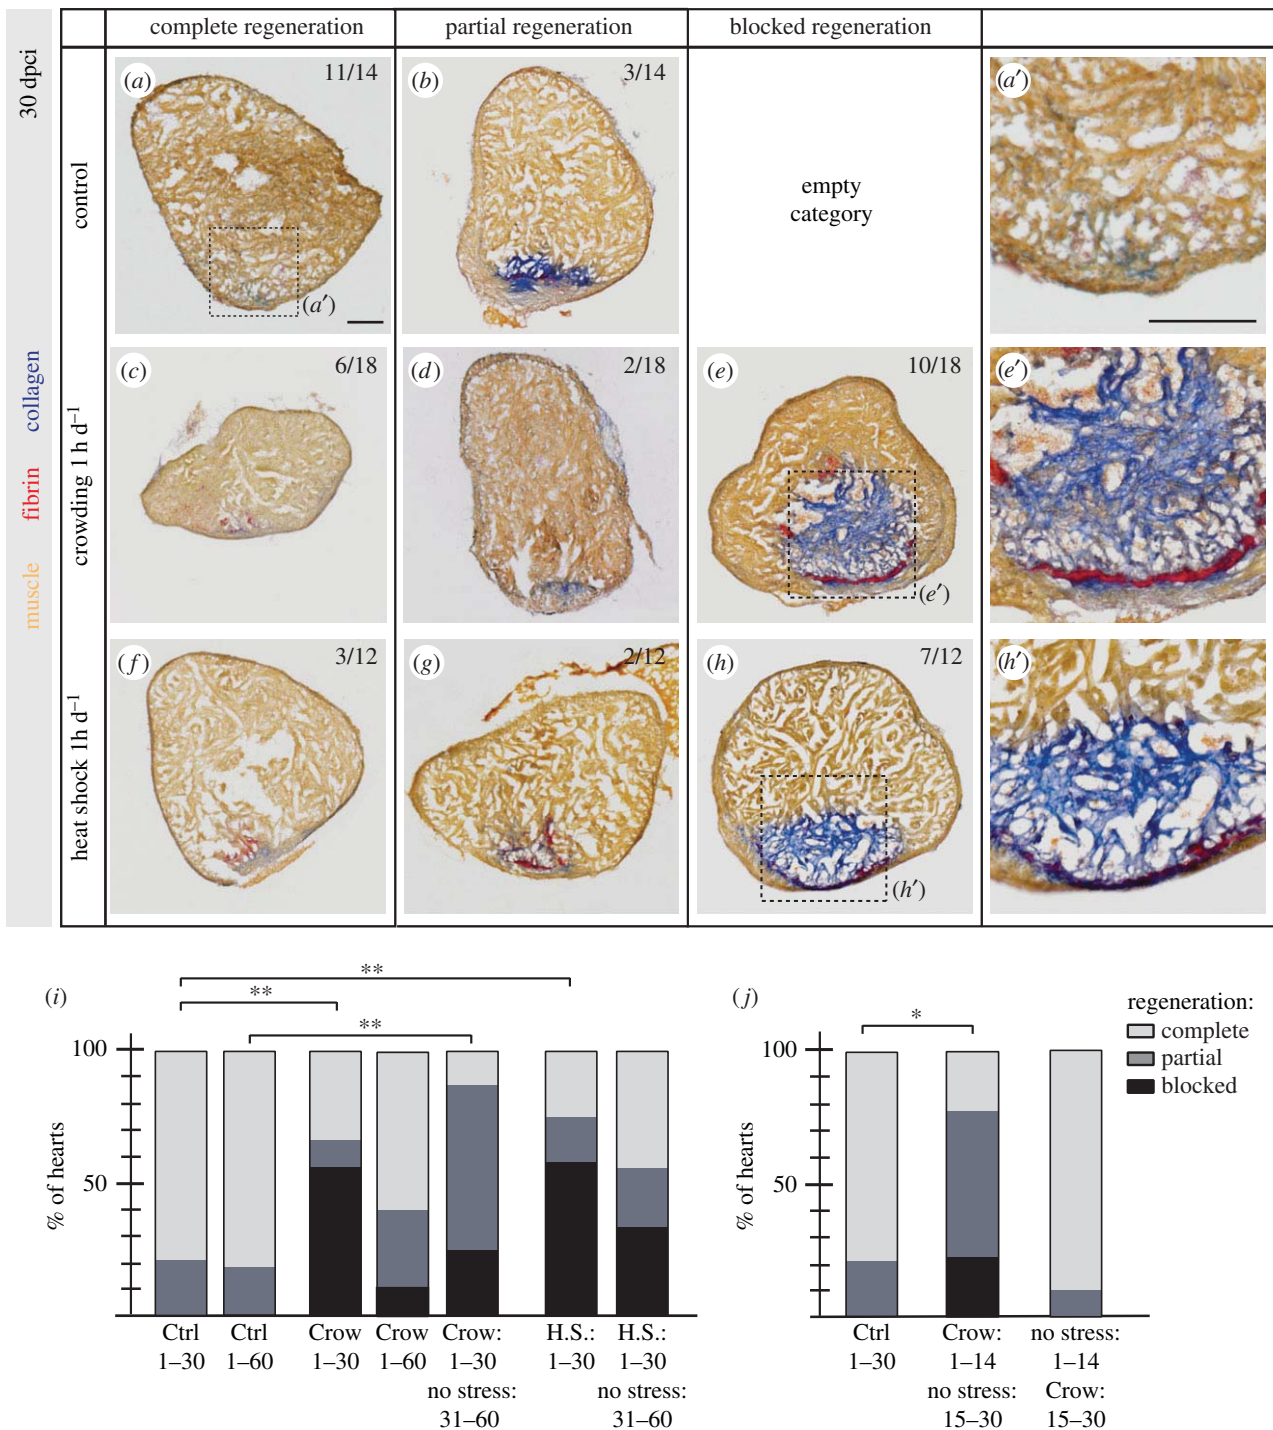 complete regeneration
partial regeneration
blocked regeneration
30 dpci
collagen
fibrin
muscle
control
(a)
11/14
(a′)
(b)
3/14
empty
category
(a′)
crowding 1 h d⁻¹
(c)
6/18
(d)
2/18
(e)
10/18
(e′)
(e′)
heat shock 1h d⁻¹
(f)
3/12
(g)
2/12
(h)
7/12
(h′)
(h′)
(i)
**
**
**
% of hearts
100
50
Ctrl
1–30
Ctrl
1–60
Crow
1–30
Crow
1–60
Crow:
1–30
no stress:
31–60
H.S.:
1–30
H.S.:
1–30
no stress:
31–60
(j)
*
% of hearts
100
50
Ctrl
1–30
Crow:
1–14
no stress:
15–30
no stress:
1–14
Crow:
15–30
regeneration:
complete
partial
blocked